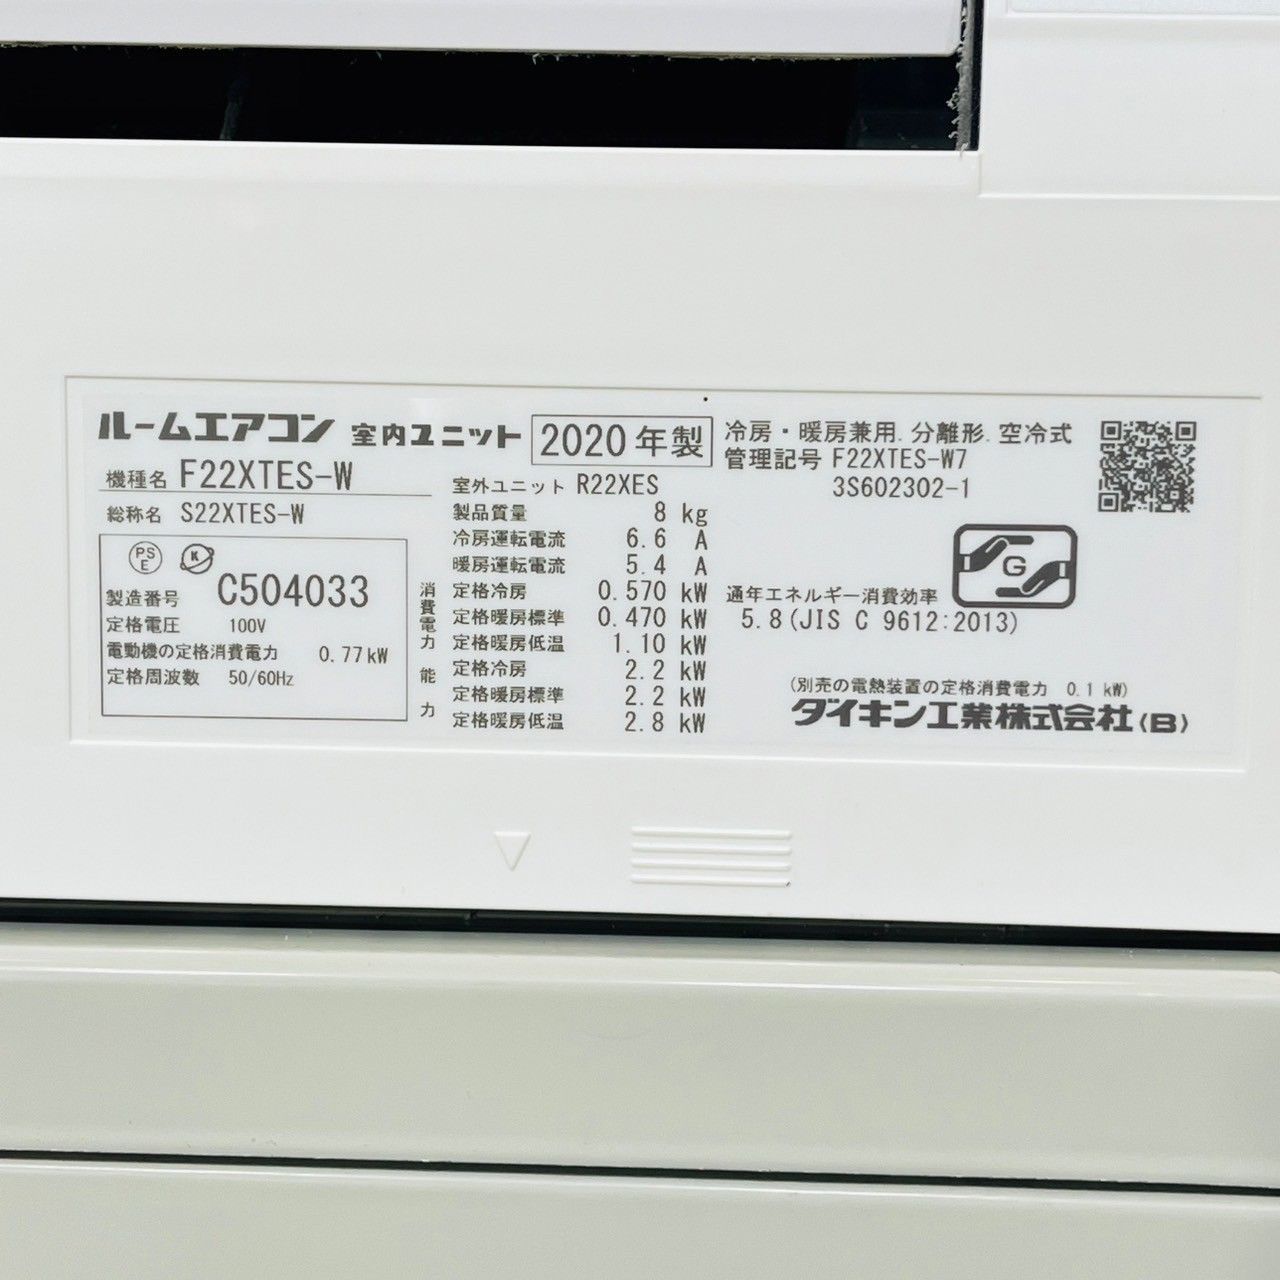 ルームエアコン 室内ユニット 2020年製
機種名 F22XTES-W
総称名 S22XTES-W
PS
E
K
製造番号 C504033
定格電圧 100V
電動機の定格消費電力 0.77kW
定格周波数 50/60Hz
室外ユニット R22XES
製品質量 8 kg
冷房運転電流 6.6 A
暖房運転電流 5.4 A
消費電力
定格冷房 0.570 kW
定格暖房標準 0.470 kW
定格暖房低温 1.10 kW
能力
定格冷房 2.2 kW
定格暖房標準 2.2 kW
定格暖房低温 2.8 kW
冷房・暖房兼用.分離形.空冷式
管理記号 F22XTES-W7
3S602302-1
G
通年エネルギー消費効率
5.8(JIS C 9612:2013)
(別売の電熱装置の定格消費電力 0.1 kW)
ダイキン工業株式会社(B)